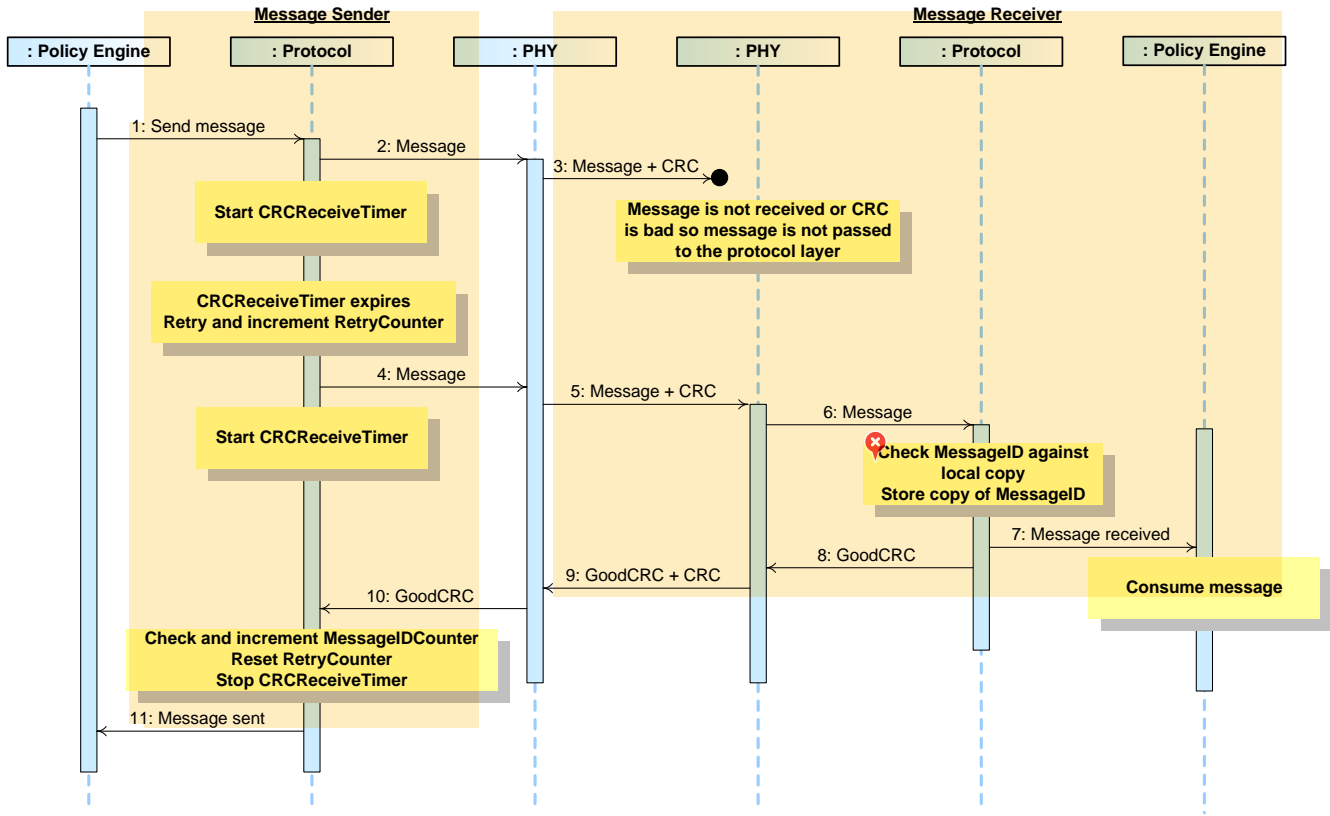 Message Sender
Message Receiver
: Policy Engine
: Protocol
: PHY
: PHY
: Protocol
: Policy Engine
1: Send message
2: Message
3: Message + CRC
Start CRCReceiveTimer
Message is not received or CRC
is bad so message is not passed
to the protocol layer
CRCReceiveTimer expires
Retry and increment RetryCounter
4: Message
5: Message + CRC
6: Message
Start CRCReceiveTimer
Check MessageID against
local copy
Store copy of MessageID
7: Message received
8: GoodCRC
9: GoodCRC + CRC
Consume message
10: GoodCRC
Check and increment MessageIDCounter
Reset RetryCounter
Stop CRCReceiveTimer
11: Message sent